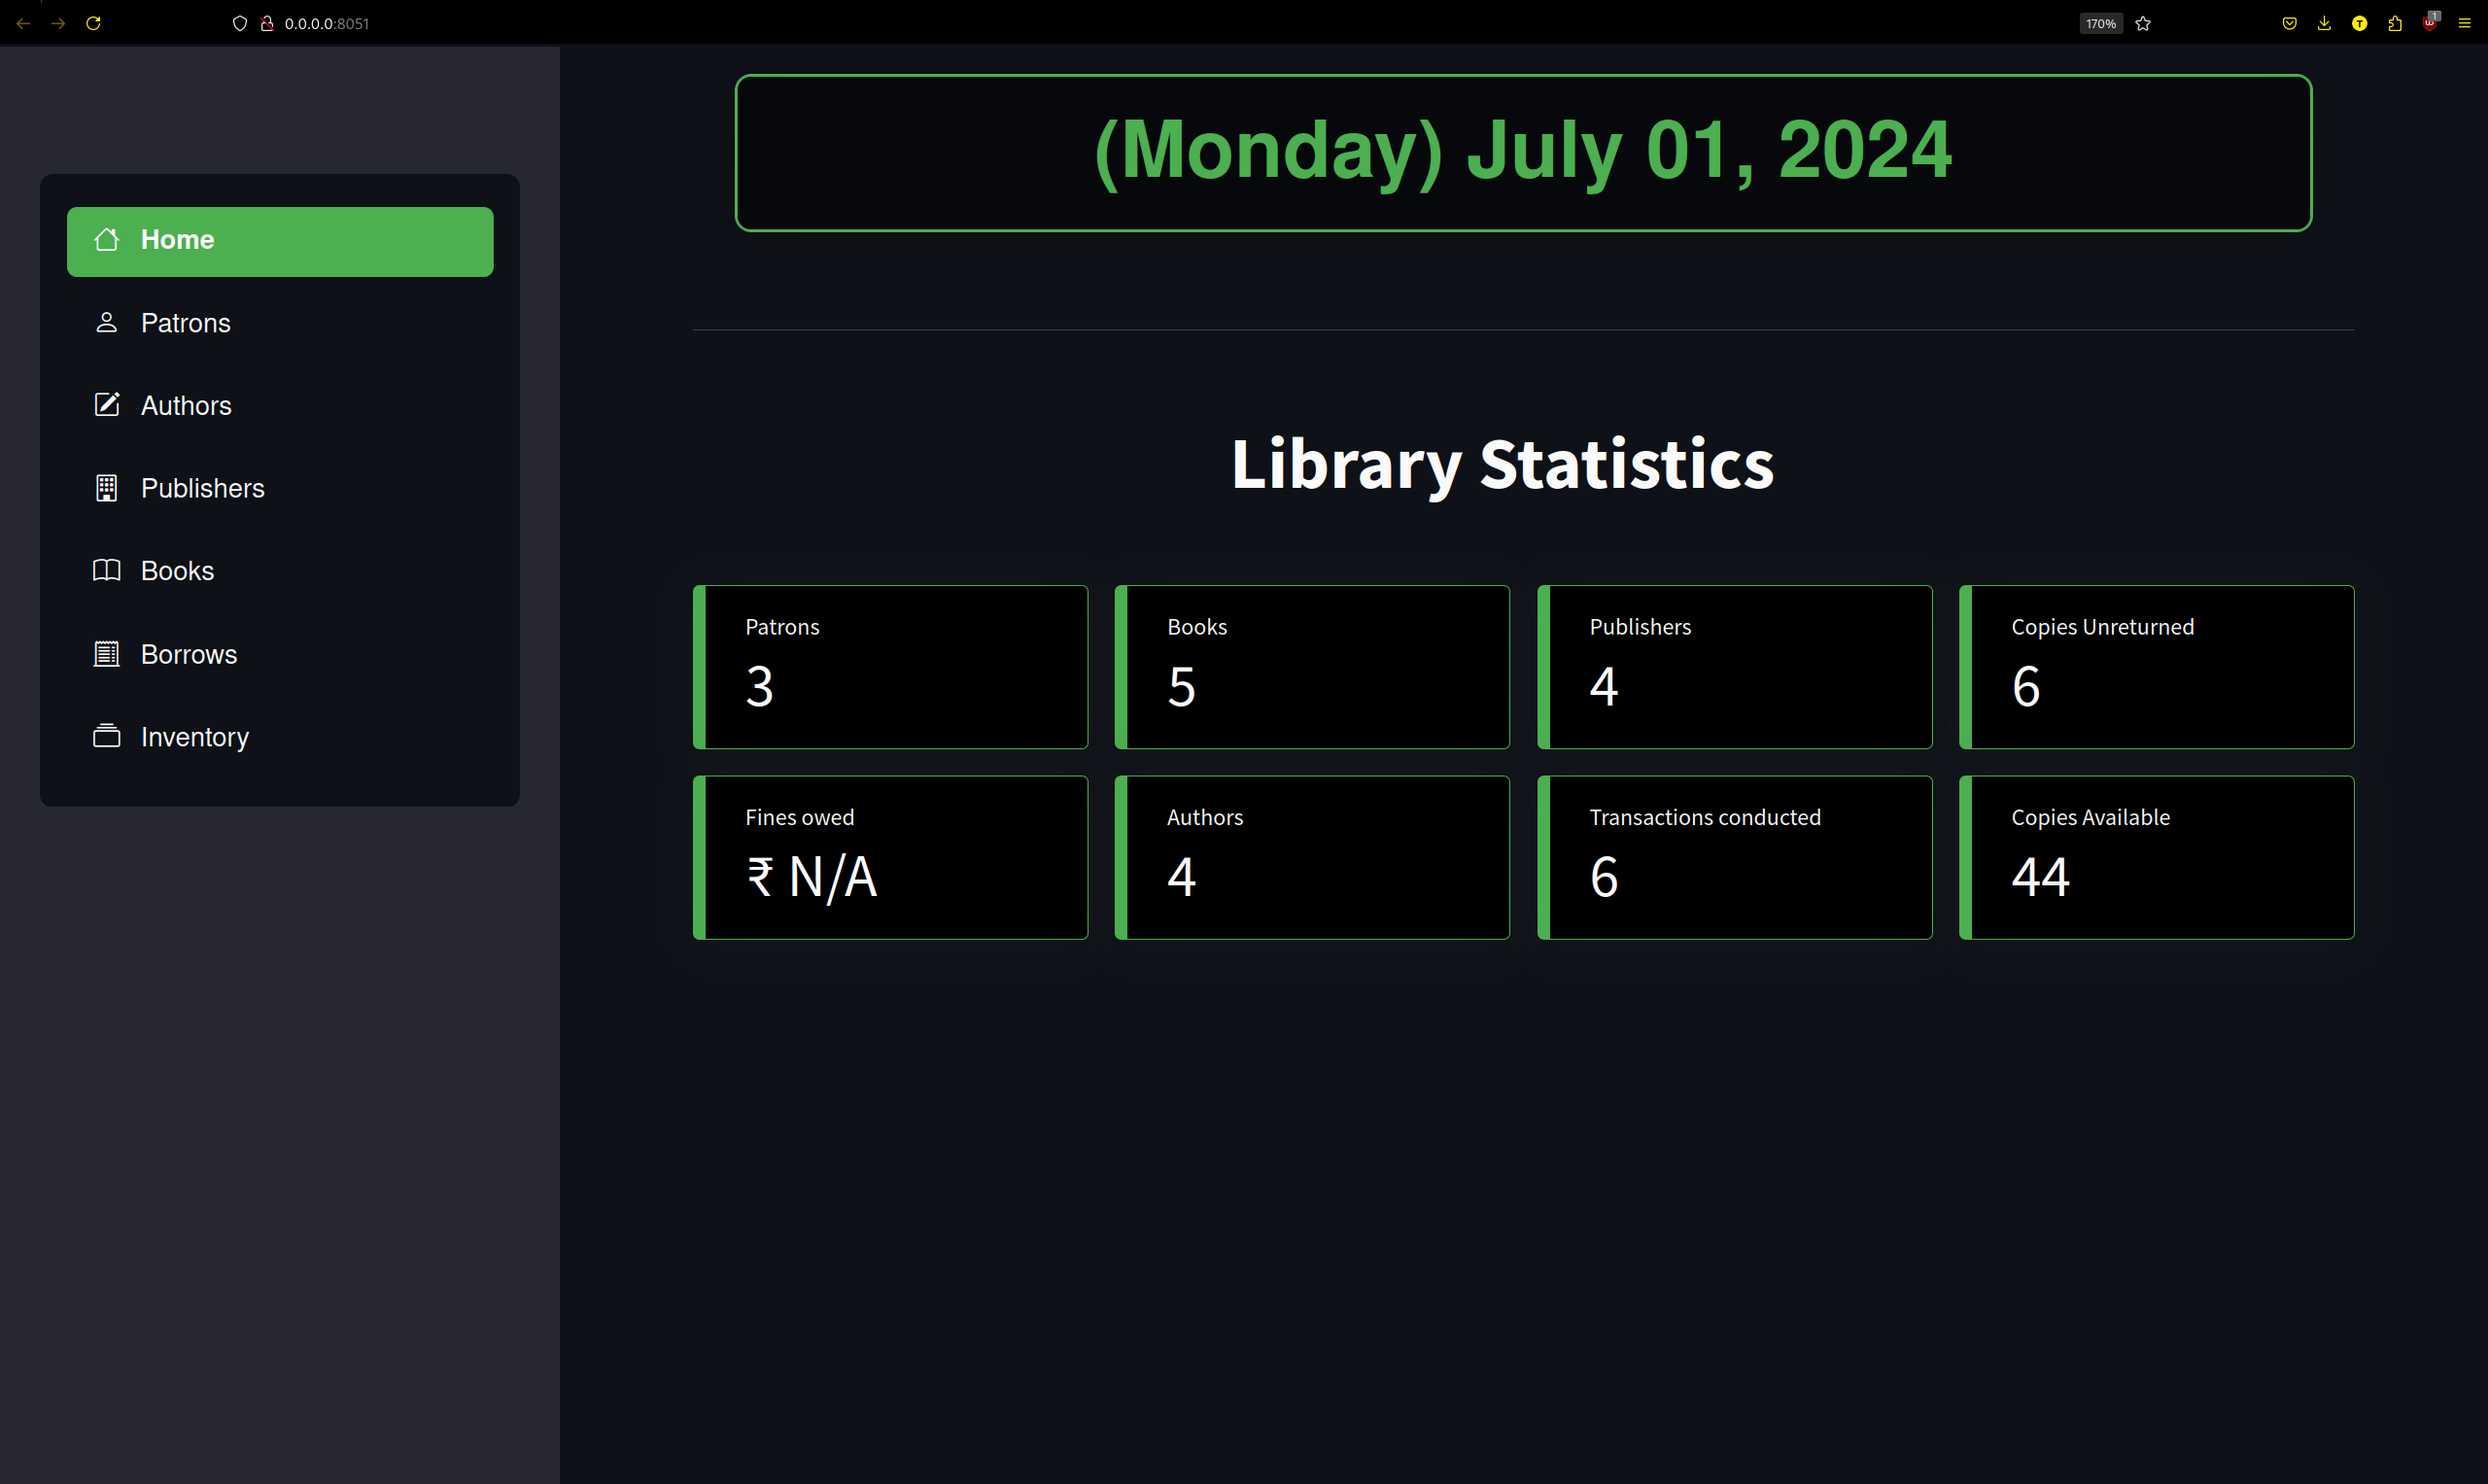 0.0.0.0:8051
170%
T
1
(Monday) July 01, 2024
Home
Patrons
Authors
Publishers
Books
Borrows
Inventory
Library Statistics
Patrons
3
Books
5
Publishers
4
Copies Unreturned
6
Fines owed
₹ N/A
Authors
4
Transactions conducted
6
Copies Available
44